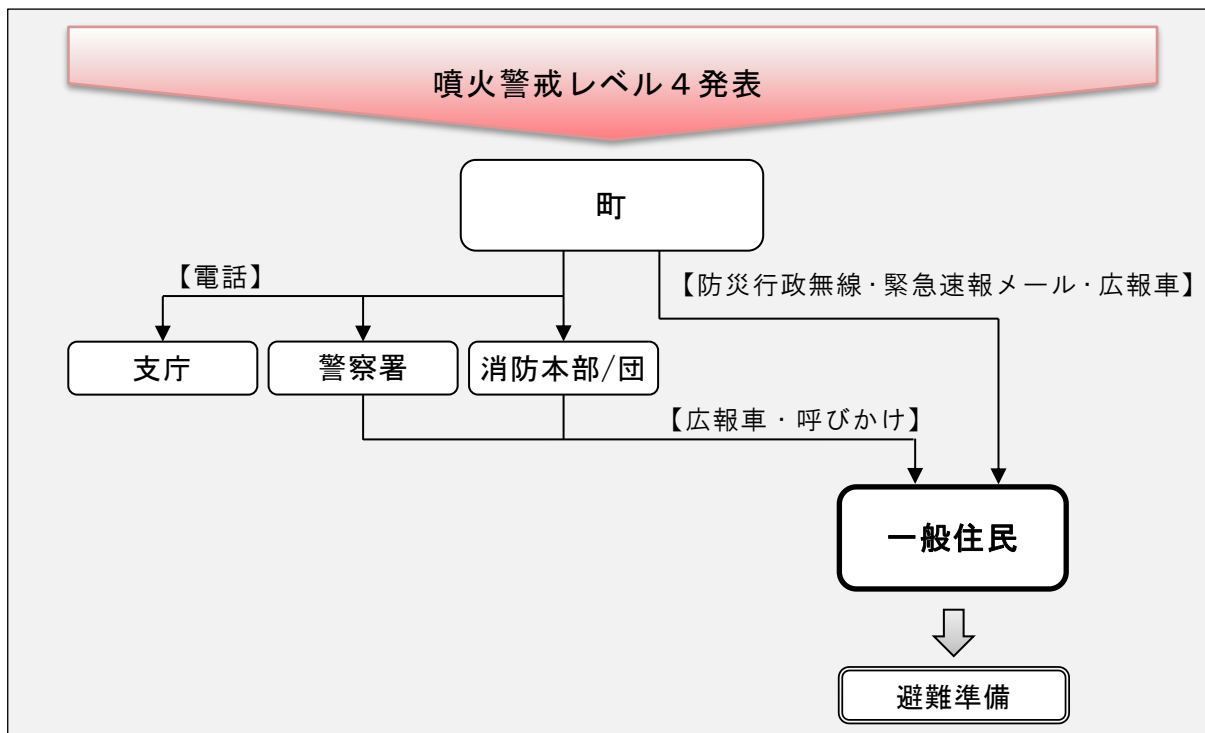 噴火警戒レベル４発表
町
【電話】
【防災行政無線・緊急速報メール・広報車】
支庁
警察署
消防本部/団
【広報車・呼びかけ】
一般住民
避難準備